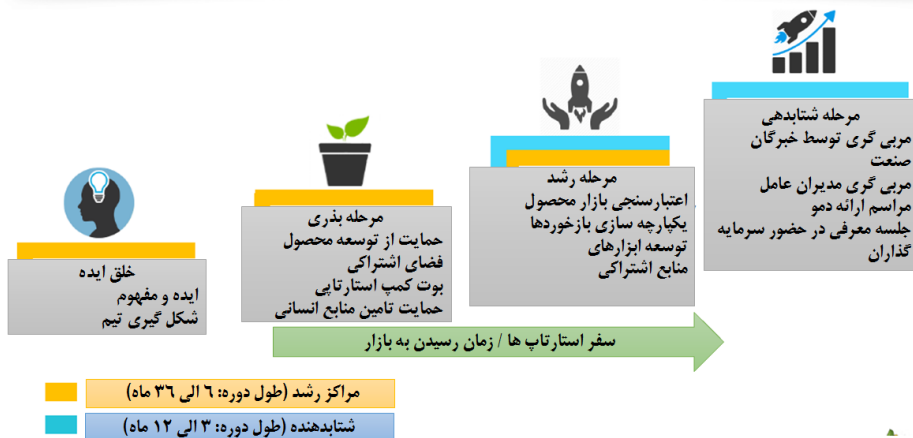 خلق ایده
ایده و مفهوم
شکل گیری تیم
مرحله بذری
حمایت از توسعه محصول
فضای اشتراکی
بوت کمپ استارتاپی
حمایت تامین منابع انسانی
مرحله رشد
اعتبارسنجی بازار محصول
یکپارچه سازی بازخوردها
توسعه ابزارهای
منابع اشتراکی
مرحله شتابدهی
مربی گری توسط خبرگان
صنعت
مربی گری مدیران عامل
مراسم ارائه دمو
جلسه معرفی در حضور سرمایه
گذاران
سفر استارتاپ ها / زمان رسیدن به بازار
مراکز رشد (طول دوره: ۶ الی ۳۶ ماه)
شتابدهنده (طول دوره: ۳ الی ۱۲ ماه)